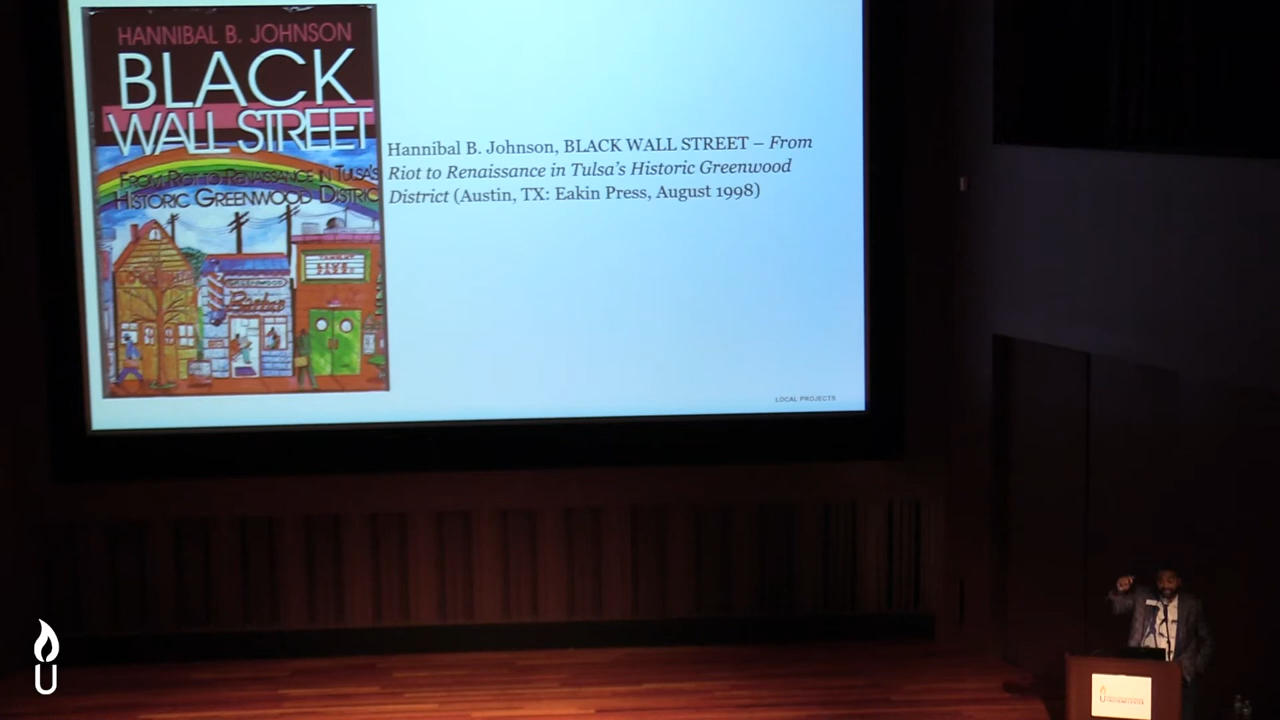 HANNIBAL B. JOHNSON
BLACK
WALL STREET
FROM RIOT TO RENAISSANCE IN TULSA'S
HISTORIC GREENWOOD DISTRIC
Hannibal B. Johnson, BLACK WALL STREET – From
Riot to Renaissance in Tulsa's Historic Greenwood
District (Austin, TX: Eakin Press, August 1998)
LOCAL PROJECTS
U